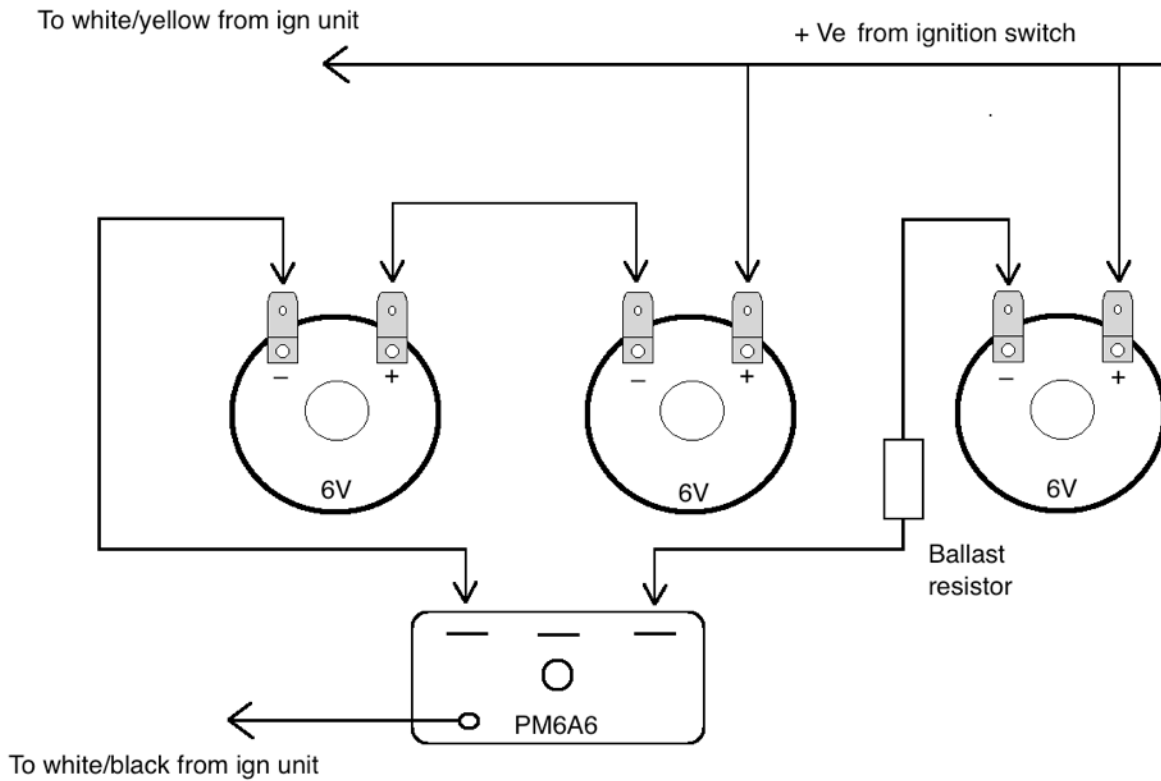 To white/yellow from ign unit
+ Ve from ignition switch
– +
– +
– +
6V
6V
6V
Ballast
resistor
PM6A6
To white/black from ign unit